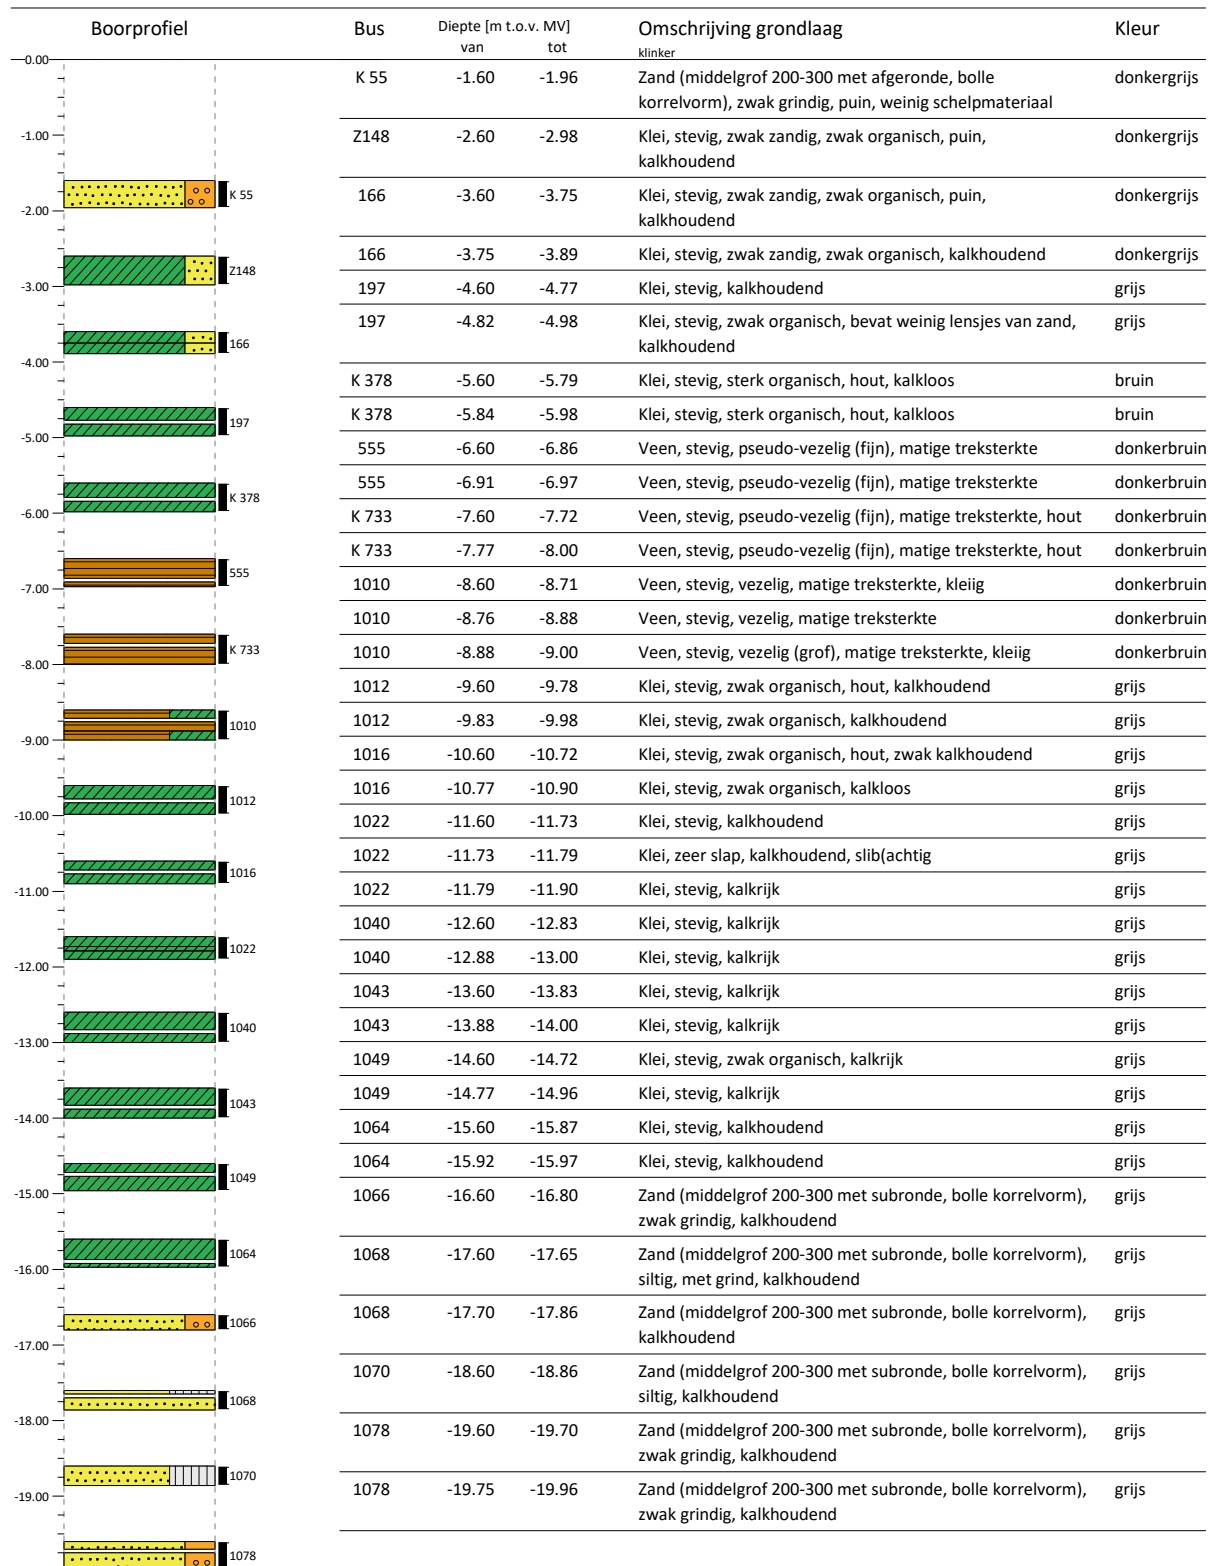 Boorprofiel Bus Diepte [m t.o.v. MV] Omschrijving grondlaag Kleur
van tot klinker
K 55 -1.60 -1.96 Zand (middelgrof 200-300 met afgeronde, bolle donkergrijs
korrelvorm), zwak grindig, puin, weinig schelpmateriaal
Z148 -2.60 -2.98 Klei, stevig, zwak zandig, zwak organisch, puin, donkergrijs
kalkhoudend
166 -3.60 -3.75 Klei, stevig, zwak zandig, zwak organisch, puin, donkergrijs
kalkhoudend
166 -3.75 -3.89 Klei, stevig, zwak zandig, zwak organisch, kalkhoudend donkergrijs
197 -4.60 -4.77 Klei, stevig, kalkhoudend grijs
197 -4.82 -4.98 Klei, stevig, zwak organisch, bevat weinig lensjes van zand, grijs
kalkhoudend
K 378 -5.60 -5.79 Klei, stevig, sterk organisch, hout, kalkloos bruin
K 378 -5.84 -5.98 Klei, stevig, sterk organisch, hout, kalkloos bruin
555 -6.60 -6.86 Veen, stevig, pseudo-vezelig (fijn), matige treksterkte donkerbruin
555 -6.91 -6.97 Veen, stevig, pseudo-vezelig (fijn), matige treksterkte donkerbruin
K 733 -7.60 -7.72 Veen, stevig, pseudo-vezelig (fijn), matige treksterkte, hout donkerbruin
K 733 -7.77 -8.00 Veen, stevig, pseudo-vezelig (fijn), matige treksterkte, hout donkerbruin
1010 -8.60 -8.71 Veen, stevig, vezelig, matige treksterkte, kleiig donkerbruin
1010 -8.76 -8.88 Veen, stevig, vezelig, matige treksterkte donkerbruin
1010 -8.88 -9.00 Veen, stevig, vezelig (grof), matige treksterkte, kleiig donkerbruin
1012 -9.60 -9.78 Klei, stevig, zwak organisch, hout, kalkhoudend grijs
1012 -9.83 -9.98 Klei, stevig, zwak organisch, kalkhoudend grijs
1016 -10.60 -10.72 Klei, stevig, zwak organisch, hout, zwak kalkhoudend grijs
1016 -10.77 -10.90 Klei, stevig, zwak organisch, kalkloos grijs
1022 -11.60 -11.73 Klei, stevig, kalkhoudend grijs
1022 -11.73 -11.79 Klei, zeer slap, kalkhoudend, slib(achtig grijs
1022 -11.79 -11.90 Klei, stevig, kalkrijk grijs
1040 -12.60 -12.83 Klei, stevig, kalkrijk grijs
1040 -12.88 -13.00 Klei, stevig, kalkrijk grijs
1043 -13.60 -13.83 Klei, stevig, kalkrijk grijs
1043 -13.88 -14.00 Klei, stevig, kalkrijk grijs
1049 -14.60 -14.72 Klei, stevig, zwak organisch, kalkrijk grijs
1049 -14.77 -14.96 Klei, stevig, kalkrijk grijs
1064 -15.60 -15.87 Klei, stevig, kalkhoudend grijs
1064 -15.92 -15.97 Klei, stevig, kalkhoudend grijs
1066 -16.60 -16.80 Zand (middelgrof 200-300 met subronde, bolle korrelvorm), grijs
zwak grindig, kalkhoudend
1068 -17.60 -17.65 Zand (middelgrof 200-300 met subronde, bolle korrelvorm), grijs
siltig, met grind, kalkhoudend
1068 -17.70 -17.86 Zand (middelgrof 200-300 met subronde, bolle korrelvorm), grijs
kalkhoudend
1070 -18.60 -18.86 Zand (middelgrof 200-300 met subronde, bolle korrelvorm), grijs
siltig, kalkhoudend
1078 -19.60 -19.70 Zand (middelgrof 200-300 met subronde, bolle korrelvorm), grijs
zwak grindig, kalkhoudend
1078 -19.75 -19.96 Zand (middelgrof 200-300 met subronde, bolle korrelvorm), grijs
zwak grindig, kalkhoudend
0.00
-1.00
K 55
-2.00
Z148
-3.00
166
-4.00
197
-5.00
K 378
-6.00
555
-7.00
K 733
-8.00
1010
-9.00
1012
-10.00
1016
-11.00
1022
-12.00
1040
-13.00
1043
-14.00
1049
-15.00
1064
-16.00
1066
-17.00
1068
-18.00
1070
-19.00
1078